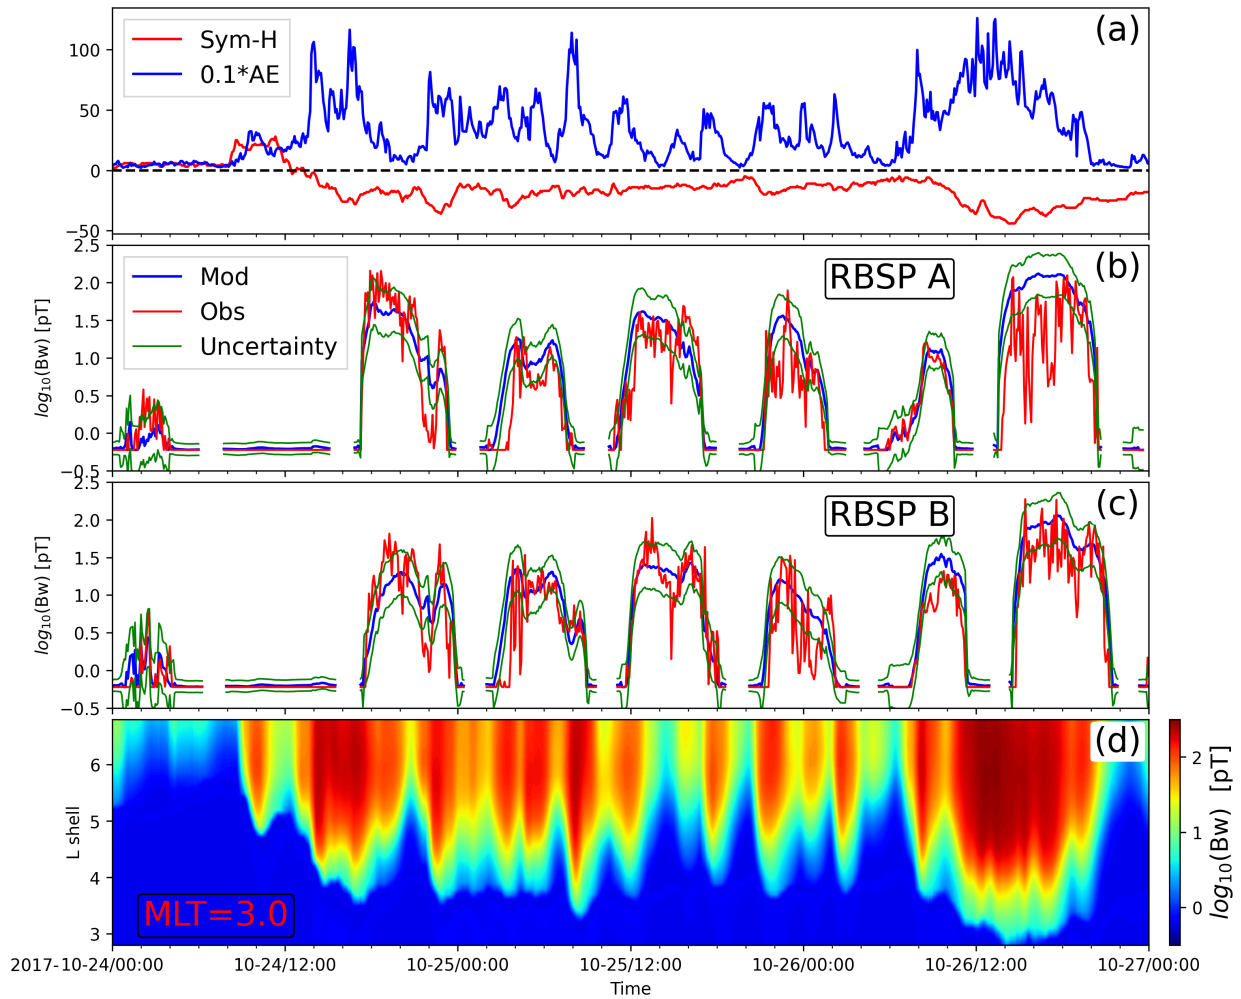 (a)
Sym-H
0.1*AE
100
50
0
−50
(b)
RBSP A
Mod
Obs
Uncertainty
2.5
2.0
1.5
1.0
0.5
0.0
−0.5
log10(Bw) [pT]
(c)
RBSP B
2.5
2.0
1.5
1.0
0.5
0.0
−0.5
log10(Bw) [pT]
(d)
MLT=3.0
6
5
4
3
L shell
2
1
0
log10(Bw) [pT]
2017-10-24/00:00 10-24/12:00 10-25/00:00 10-25/12:00 10-26/00:00 10-26/12:00 10-27/00:00
Time